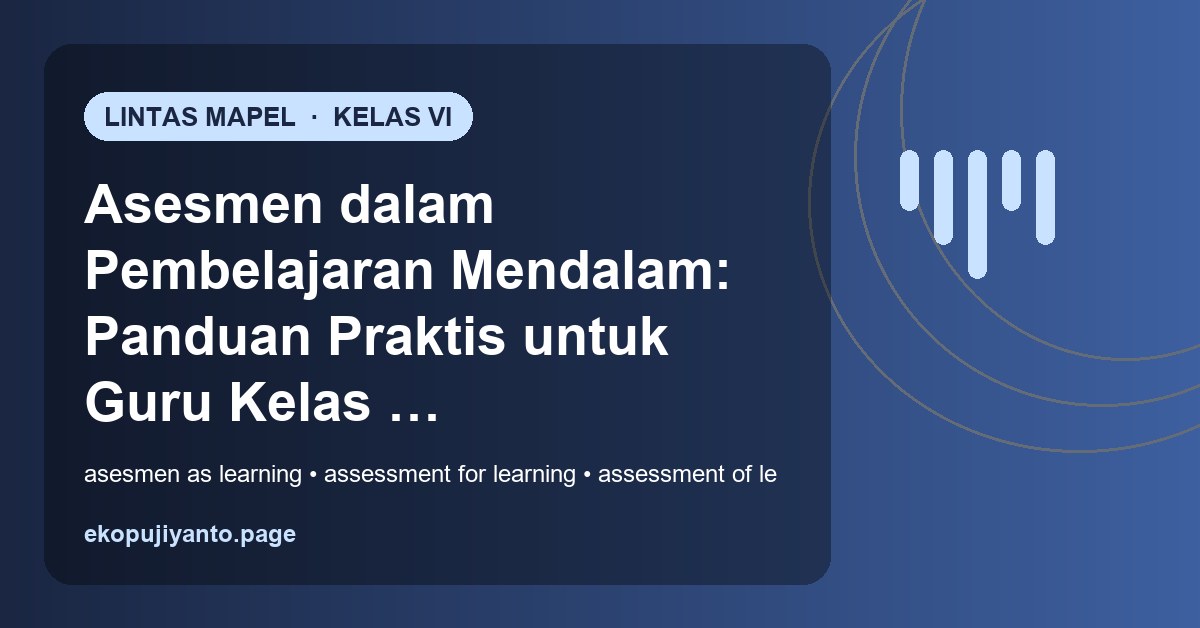 LINTAS MAPEL · KELAS VI
Asesmen dalam
Pembelajaran Mendalam:
Panduan Praktis untuk
Guru Kelas …
asesmen as learning • assessment for learning • assessment of le
ekopujiyanto.page